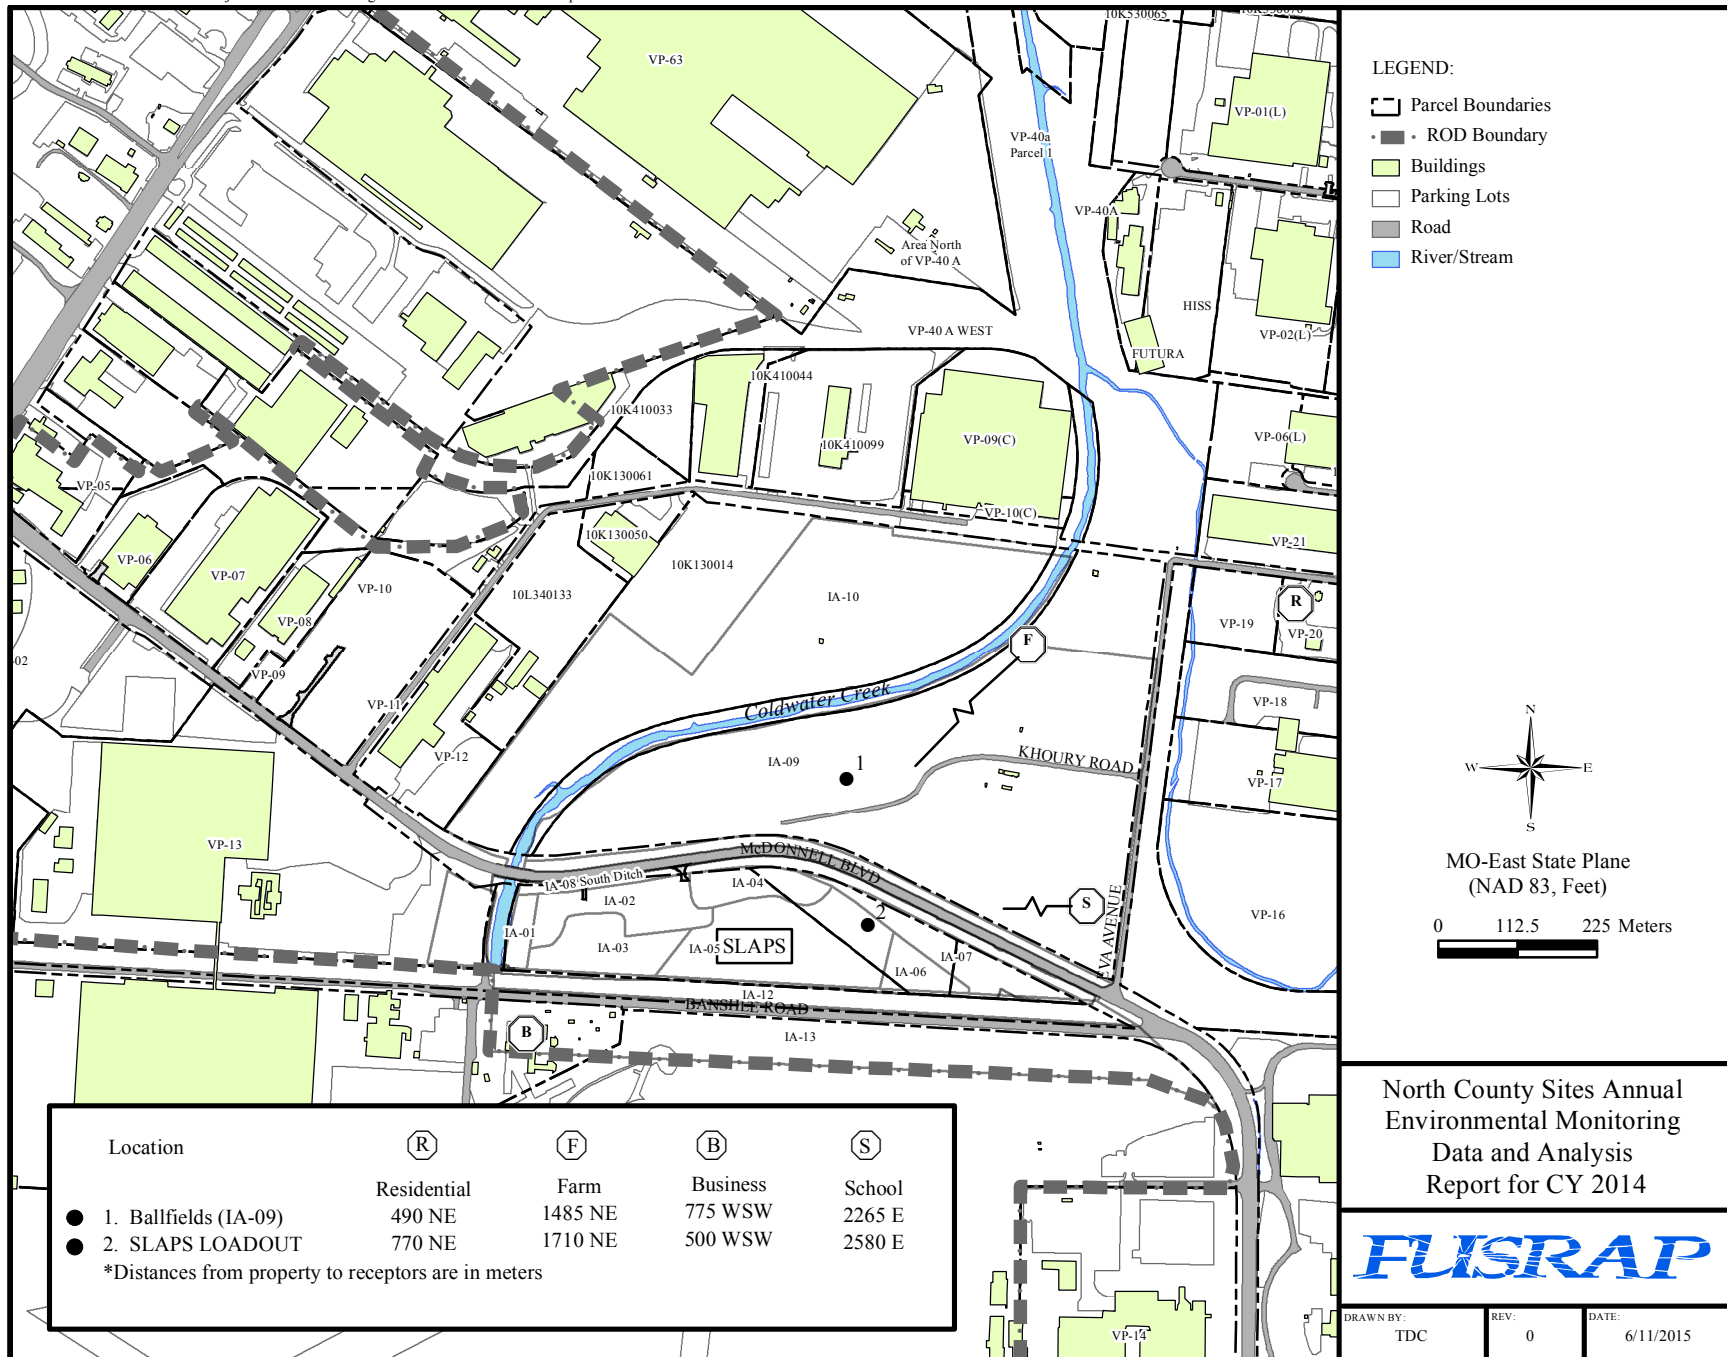 10K530065
VP-63
VP-01(L)
VP-40a
Parcel 1
VP-40A
Area North
of VP-40 A
HISS
VP-40 A WEST
VP-02(L)
FUTURA
10K410044
10K410033
10K410099
VP-09(C)
VP-06(L)
10K130061
VP-05
VP-10(C)
10K130050
VP-21
VP-06
10K130014
VP-07
VP-10
10L340133
IA-10
R
VP-08
VP-19
VP-20
F
-02
VP-09
Coldwater Creek
VP-11
VP-18
VP-12
IA-09
1
KHOURY ROAD
VP-17
VP-13
McDONNELL BLVD
IA-08 South Ditch
IA-04
IA-02
S
2
EVA AVENUE
VP-16
IA-01
IA-03
IA-05
SLAPS
IA-07
IA-06
IA-12
BANSHEE ROAD
B
IA-13
VP-14
Location
R
F
B
S
Residential
Farm
Business
School
1. Ballfields (IA-09)
490 NE
1485 NE
775 WSW
2265 E
2. SLAPS LOADOUT
770 NE
1710 NE
500 WSW
2580 E
*Distances from property to receptors are in meters
LEGEND:
Parcel Boundaries
ROD Boundary
Buildings
Parking Lots
Road
River/Stream
N
W
E
S
MO-East State Plane
(NAD 83, Feet)
0 112.5 225 Meters
North County Sites Annual
Environmental Monitoring
Data and Analysis
Report for CY 2014
FUSRAP
DRAWN BY:
TDC
REV:
0
DATE:
6/11/2015